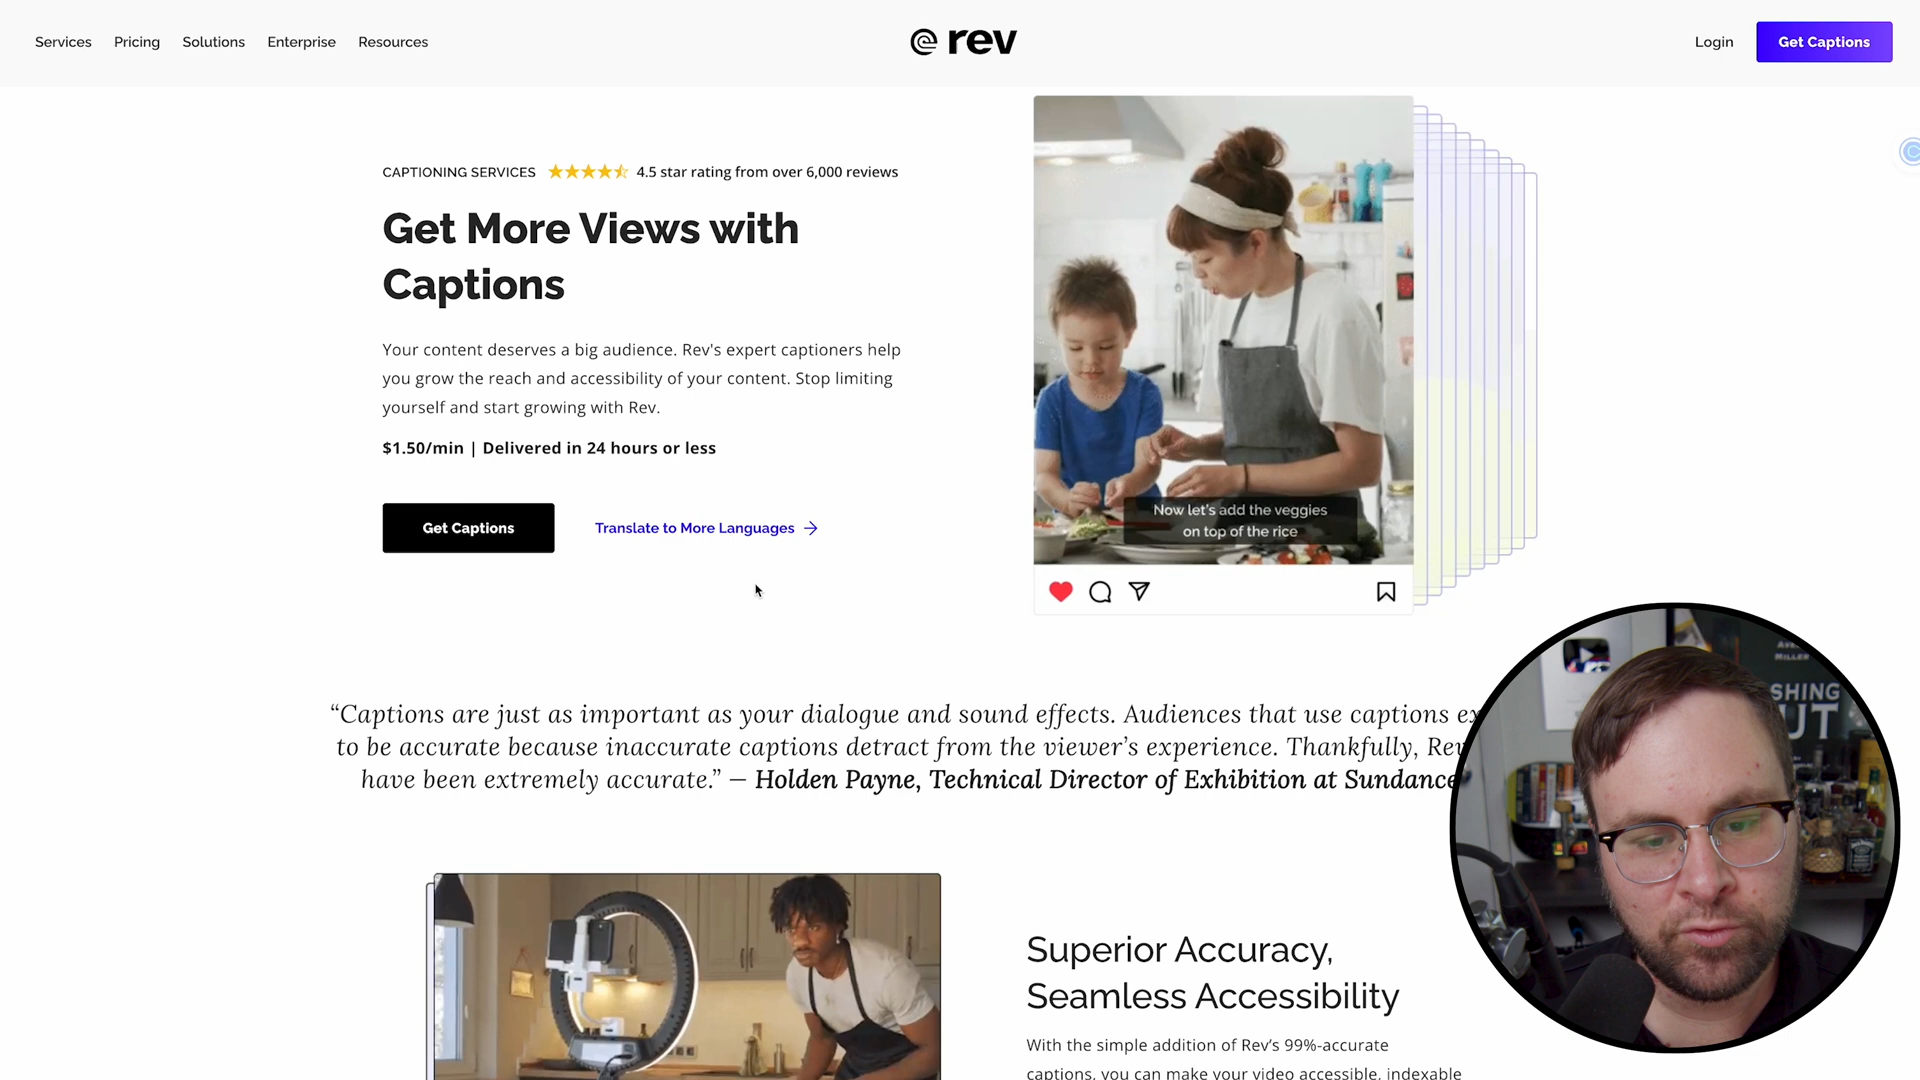 Services Pricing Solutions Enterprise Resources
rev
Login
Get Captions
CAPTIONING SERVICES
4.5 star rating from over 6,000 reviews
Get More Views with
Captions
Your content deserves a big audience. Rev's expert captioners help
you grow the reach and accessibility of your content. Stop limiting
yourself and start growing with Rev.
$1.50/min | Delivered in 24 hours or less
Get Captions
Translate to More Languages
Now let's add the veggies
on top of the rice
“Captions are just as important as your dialogue and sound effects. Audiences that use captions
to be accurate because inaccurate captions detract from the viewer’s experience. Thankfully, Rev
have been extremely accurate.” — Holden Payne, Technical Director of Exhibition at Sundance
MILLER
SHING
UT
Superior Accuracy,
Seamless Accessibility
With the simple addition of Rev’s 99%-accurate
captions, you can make your video accessible, indexable